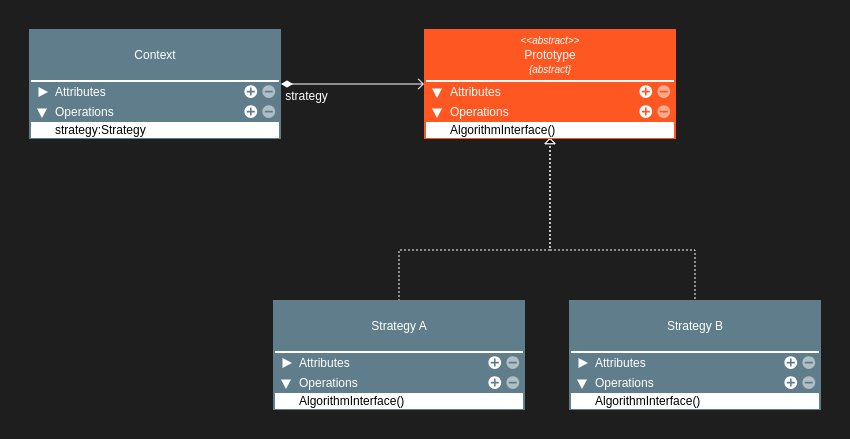 Context
Attributes
Operations
strategy:Strategy
strategy
<<abstract>>
Prototype
{abstract}
Attributes
Operations
AlgorithmInterface()
Strategy A
Attributes
Operations
AlgorithmInterface()
Strategy B
Attributes
Operations
AlgorithmInterface()